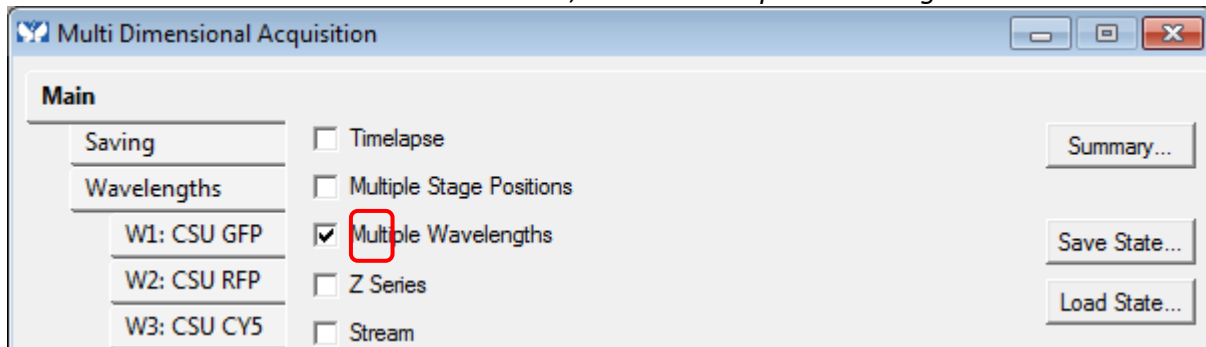 Multi Dimensional Acquisition
Main
Saving
Timelapse
Summary...
Wavelengths
Multiple Stage Positions
W1: CSU GFP
Multiple Wavelengths
Save State...
W2: CSU RFP
Z Series
Load State...
W3: CSU CY5
Stream